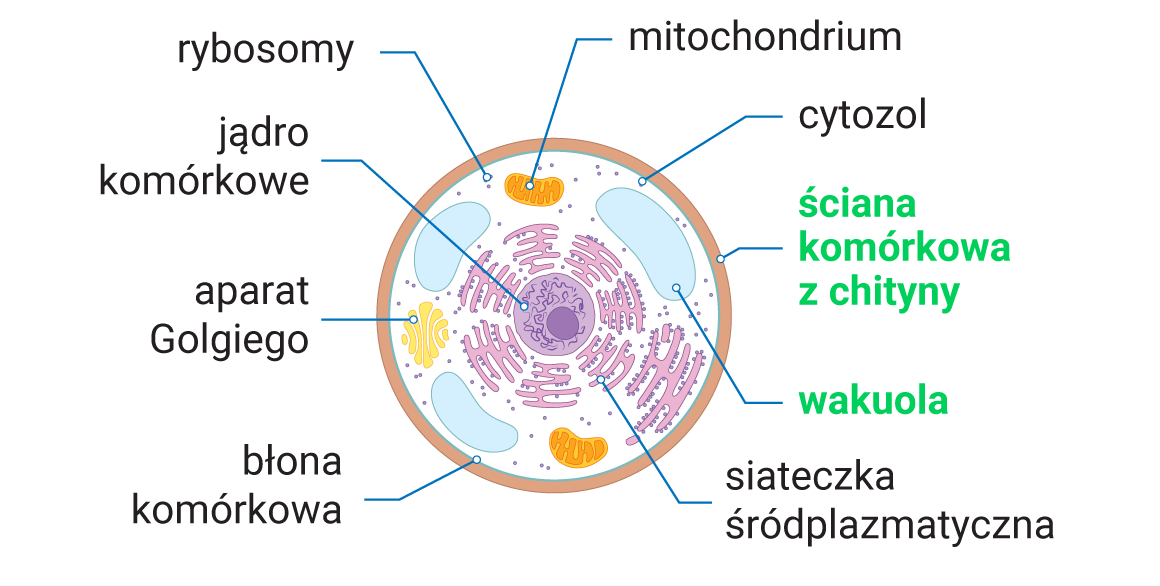 rybosomy
mitochondrium
jądro
komórkowe
cytozol
ściana
komórkowa
z chityny
aparat
Golgiego
wakuola
błona
komórkowa
siateczka
śródplazmatyczna